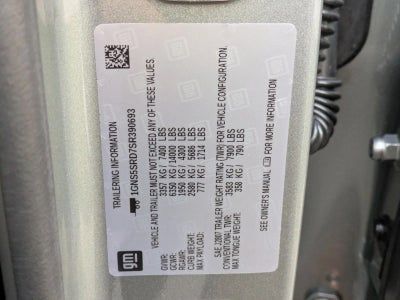 TRAILERING INFORMATION
1GNS5SRD7SR390693
VEHICLE AND TRAILER MUST NOT EXCEED ANY OF THESE VALUES.
GVWR: 3357 KG / 7400 LBS
GCWR: 6350 KG / 14000 LBS
RGAWR: 1950 KG / 4300 LBS
CURB WEIGHT: 2580 KG / 5686 LBS
MAX PAYLOAD: 777 KG / 1714 LBS
SAE J2807 TRAILER WEIGHT RATING (TWR) FOR VEHICLE CONFIGURATION.
CONVENTIONAL TWR: 3583 KG / 7900 LBS
MAX TONGUE WEIGHT: 358 KG / 790 LBS
SEE OWNER'S MANUAL FOR MORE INFORMATION
gm